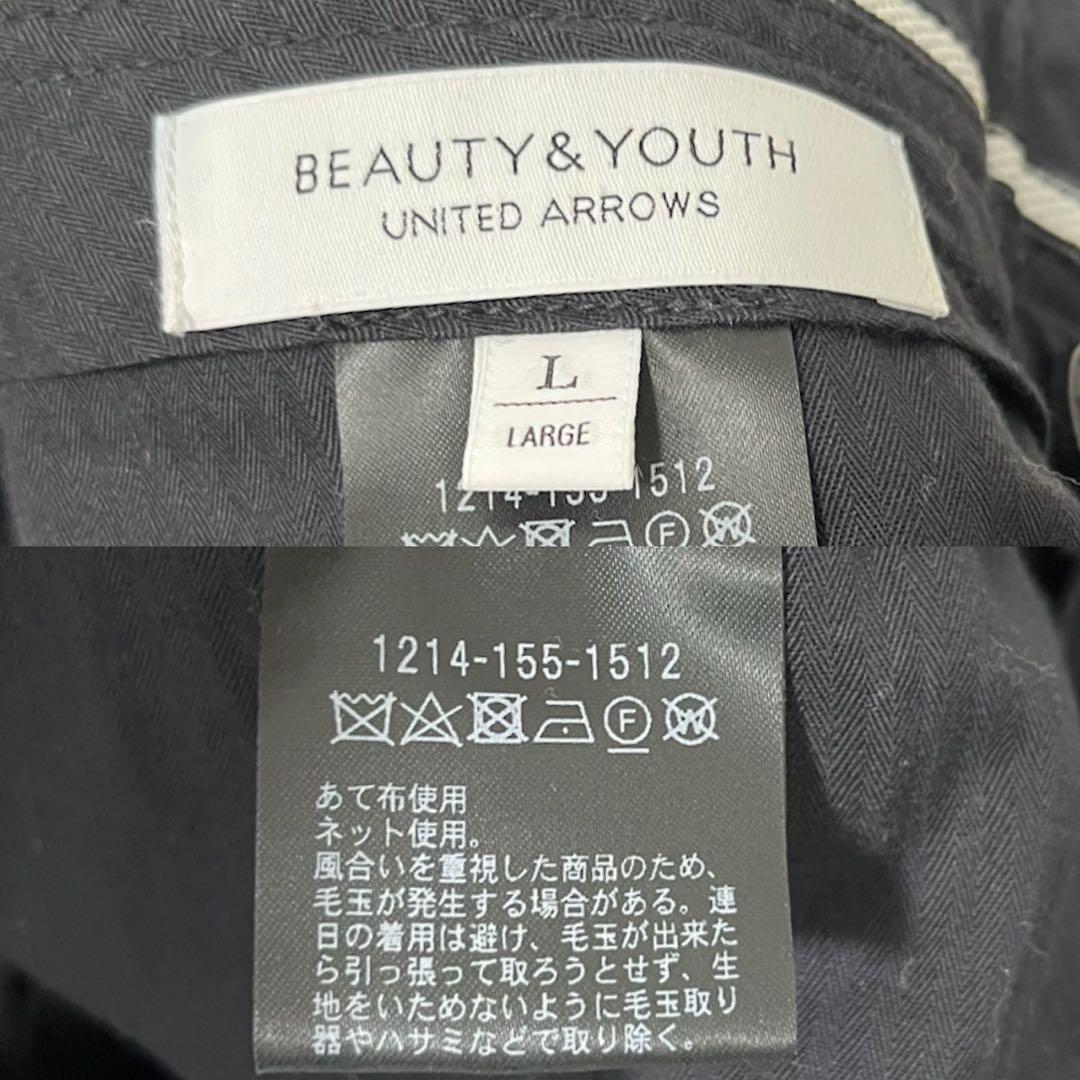 BEAUTY&YOUTH
UNITED ARROWS
L
LARGE
1214-155-1512
F W
1214-155-1512
F W
あて布使用
ネット使用。
風合いを重視した商品のため、
毛玉が発生する場合がある。連
日の着用は避け、毛玉が出来た
ら引っ張って取ろうとせず、生
地をいためないように毛玉取り
器やハサミなどで取り除く。